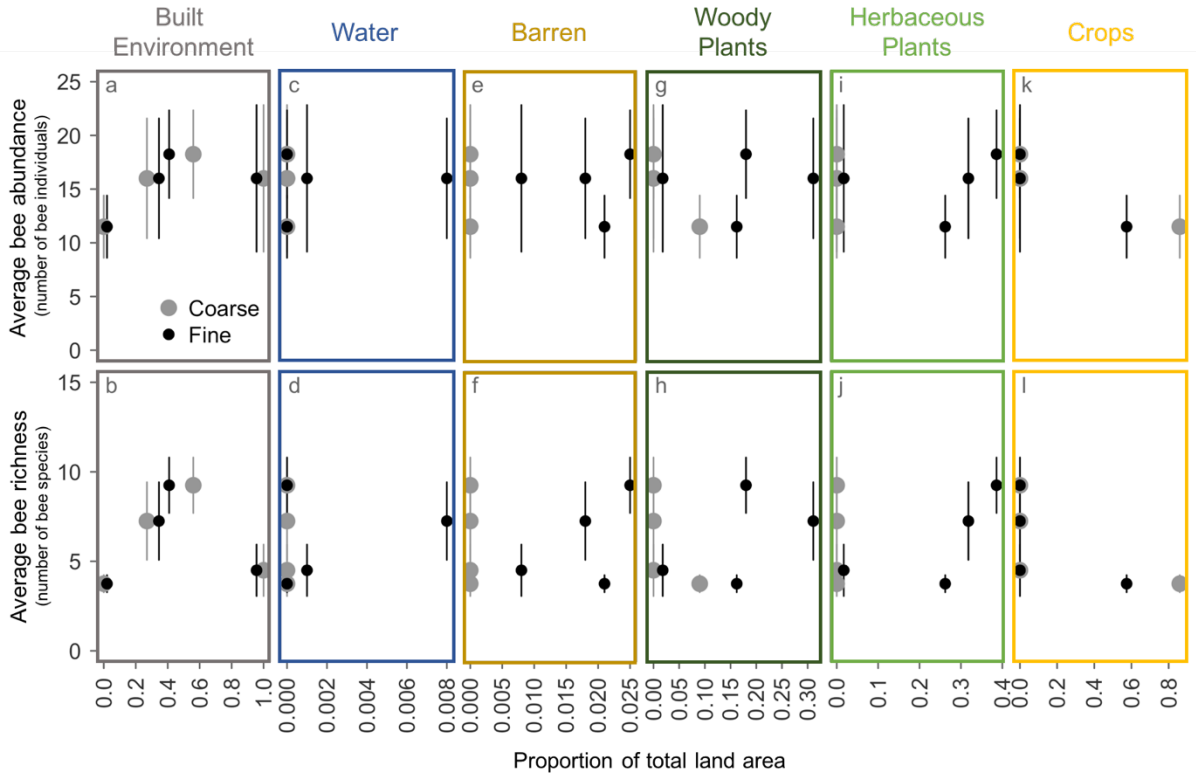 Built
Environment
Water
Barren
Woody
Plants
Herbaceous
Plants
Crops
Average bee abundance
(number of bee individuals)
25
20
15
10
5
0
a
c
e
g
i
k
Coarse
Fine
Average bee richness
(number of bee species)
15
10
5
0
b
d
f
h
j
l
0.0 0.2 0.4 0.6 0.8 1.0
0.000 0.002 0.004 0.006 0.008
0.000 0.005 0.010 0.015 0.020 0.025
0.00 0.05 0.10 0.15 0.20 0.25 0.30
0.0 0.1 0.2 0.3 0.4
0.0 0.2 0.4 0.6 0.8
Proportion of total land area